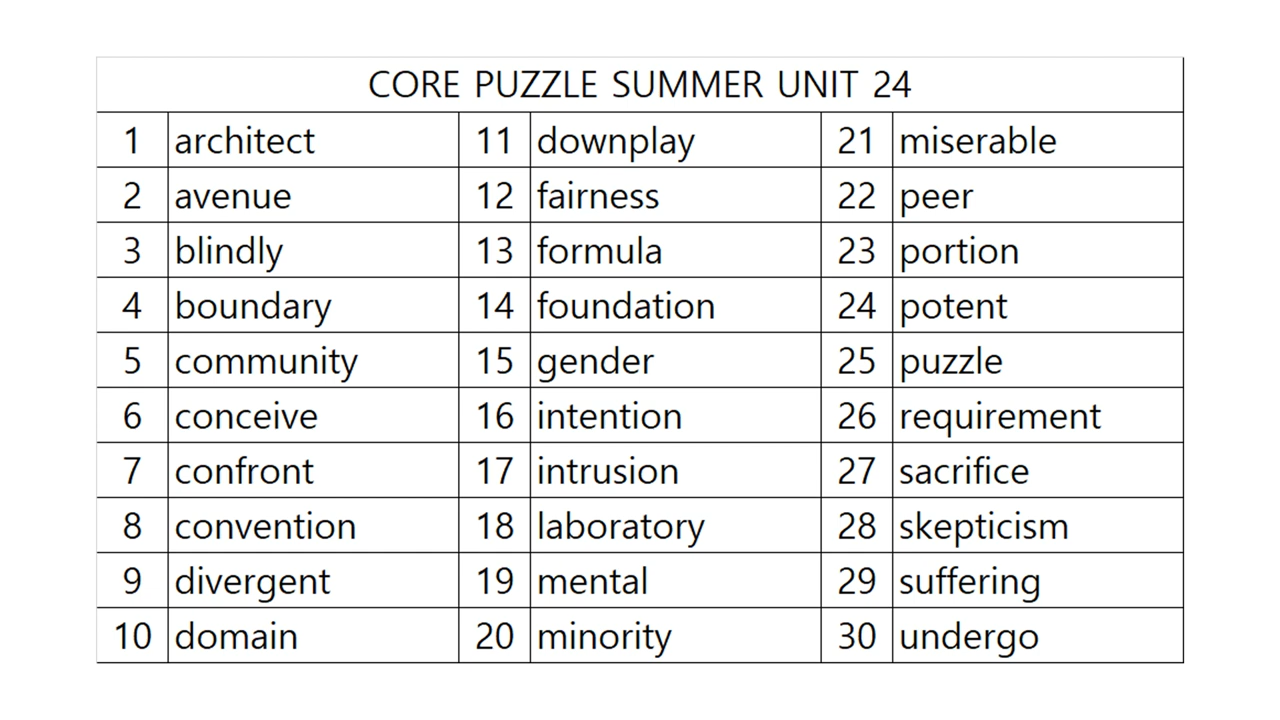 CORE PUZZLE SUMMER UNIT 24
1 architect 11 downplay 21 miserable
2 avenue 12 fairness 22 peer
3 blindly 13 formula 23 portion
4 boundary 14 foundation 24 potent
5 community 15 gender 25 puzzle
6 conceive 16 intention 26 requirement
7 confront 17 intrusion 27 sacrifice
8 convention 18 laboratory 28 skepticism
9 divergent 19 mental 29 suffering
10 domain 20 minority 30 undergo